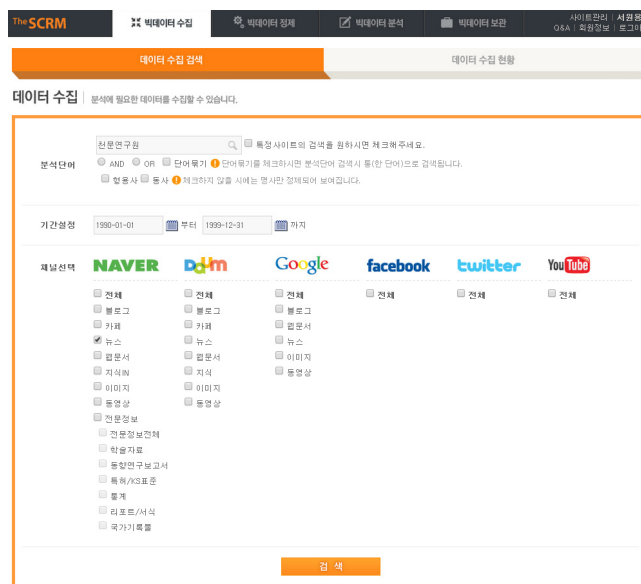 The SCRM 빅데이터 수집 빅데이터 정제 빅데이터 분석 빅데이터 보관 사이트관리 | 서원용
Q&A | 회원정보 | 로그아
데이터 수집 검색 데이터 수집 현황
데이터 수집 분석에 필요한 데이터를 수집할 수 있습니다.
천문연구원 특정사이트의 검색을 원하시면 체크해주세요.
분석단어 AND OR 단어묶기 단어묶기를 체크하시면 분석단어 검색시 통(한 단어)으로 검색됩니다.
형용사 동사 체크하지 않을 시에는 명사만 정제되어 보여집니다.
기간설정 1990-01-01 부터 1999-12-31 까지
채널선택 NAVER Daum Google facebook twitter YouTube
전체 전체 전체 전체 전체 전체
블로그 블로그 블로그
카페 카페 웹문서
뉴스 뉴스 뉴스
웹문서 웹문서 이미지
지식iN 지식 동영상
이미지 이미지
동영상 동영상
전문정보
전문정보전체
학술자료
동향연구보고서
특허/KS표준
통계
리포트/서식
국가기록물
검 색